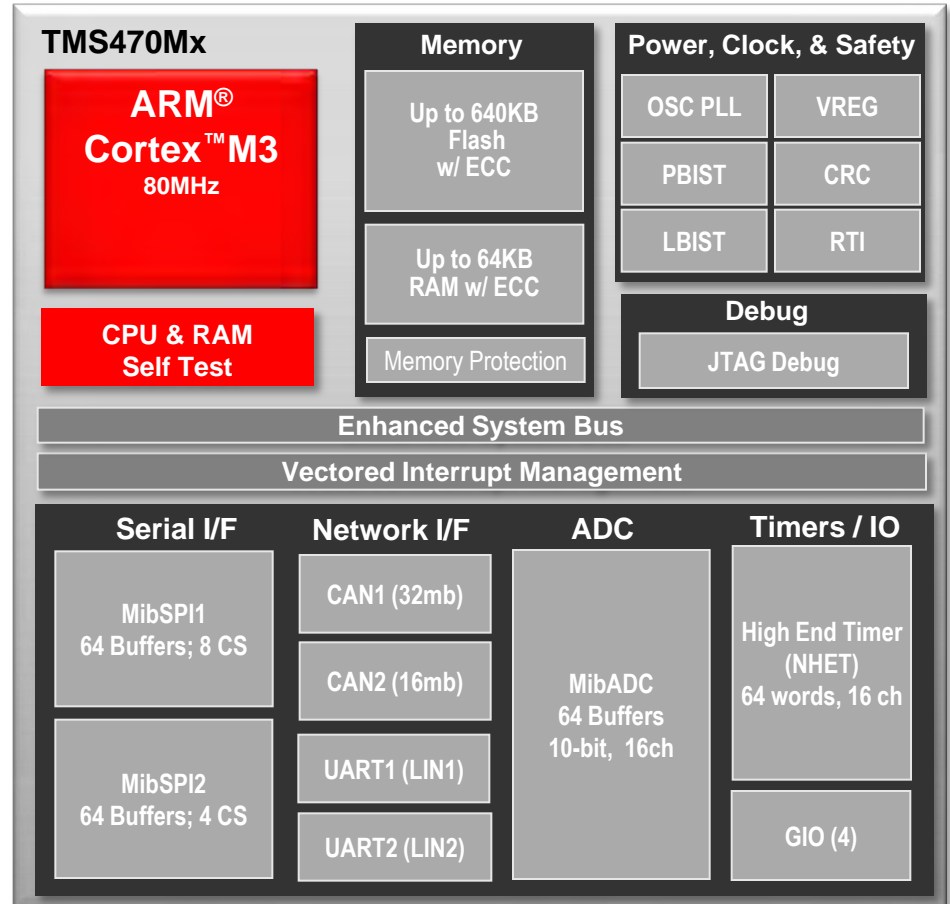 TMS470Mx
ARM®
Cortex™M3
80MHz
CPU & RAM
Self Test
Memory
Up to 640KB
Flash
w/ ECC
Up to 64KB
RAM w/ ECC
Memory Protection
Power, Clock, & Safety
OSC PLL
VREG
PBIST
CRC
LBIST
RTI
Debug
JTAG Debug
Enhanced System Bus
Vectored Interrupt Management
Serial I/F
MibSPI1
64 Buffers; 8 CS
MibSPI2
64 Buffers; 4 CS
Network I/F
CAN1 (32mb)
CAN2 (16mb)
UART1 (LIN1)
UART2 (LIN2)
ADC
MibADC
64 Buffers
10-bit, 16ch
Timers / IO
High End Timer
(NHET)
64 words, 16 ch
GIO (4)